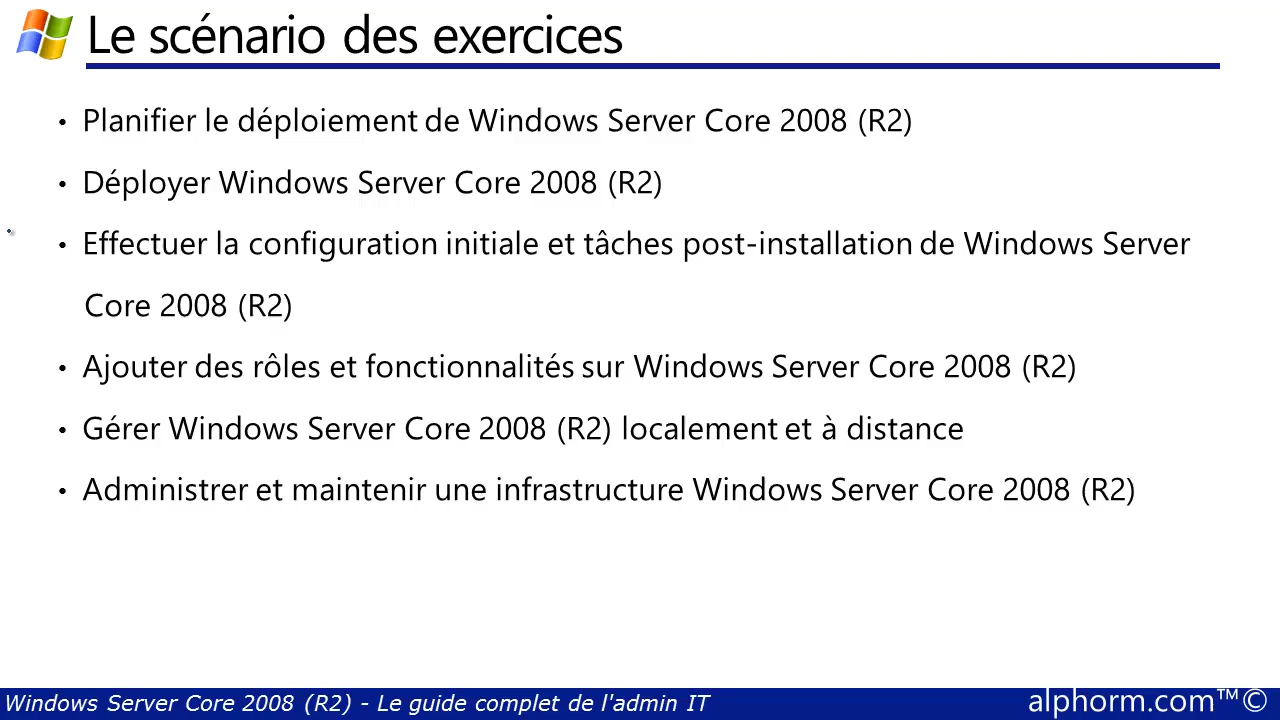 Le scénario des exercices
• Planifier le déploiement de Windows Server Core 2008 (R2)
• Déployer Windows Server Core 2008 (R2)
• Effectuer la configuration initiale et tâches post-installation de Windows Server
Core 2008 (R2)
• Ajouter des rôles et fonctionnalités sur Windows Server Core 2008 (R2)
• Gérer Windows Server Core 2008 (R2) localement et à distance
• Administrer et maintenir une infrastructure Windows Server Core 2008 (R2)
Windows Server Core 2008 (R2) - Le guide complet de l'admin IT
alphorm.com™©